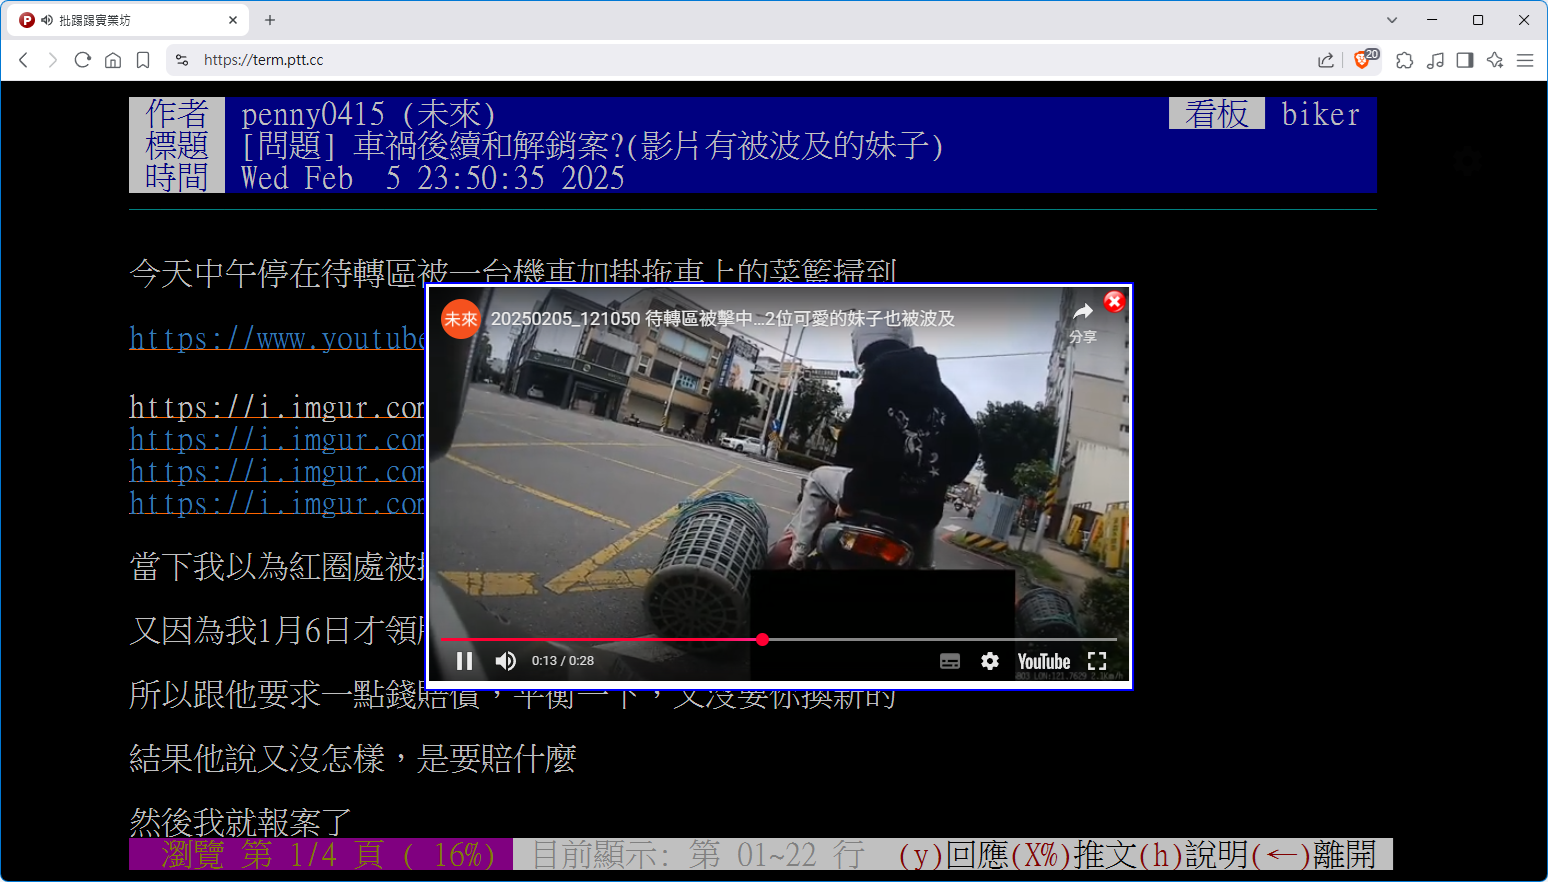 批踢踢實業坊
https://term.ptt.cc
20
作者 penny0415 (未來) 看板 biker
標題 [問題] 車禍後續和解銷案?(影片有被波及的妹子)
時間 Wed Feb 5 23:50:35 2025
今天中午停在待轉區被一台機車加掛拖車上的菜籃掃到
https://www.youtube
未來 20250205_121050 待轉區被擊中...2位可愛的妹子也被波及
分享
https://i.imgur.com
https://i.imgur.com
https://i.imgur.com
https://i.imgur.com
當下我以為紅圈處被
又因為我1月6日才領
0:13 / 0:28
YouTube
所以跟他要求一點錢賠償，平衡一下，又沒要你換新的
結果他說又沒怎樣，是要賠什麼
然後我就報案了
瀏覽 第 1/4 頁 ( 16%) 目前顯示: 第 01~22 行 (y)回應(X%)推文(h)說明(←)離開